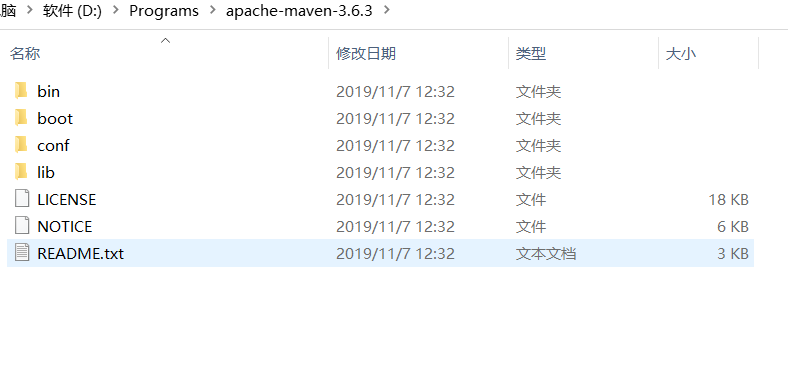 脑 > 软件 (D:) > Programs > apache-maven-3.6.3 >
名称 修改日期 类型 大小
bin 2019/11/7 12:32 文件夹
boot 2019/11/7 12:32 文件夹
conf 2019/11/7 12:32 文件夹
lib 2019/11/7 12:32 文件夹
LICENSE 2019/11/7 12:32 文件 18 KB
NOTICE 2019/11/7 12:32 文件 6 KB
README.txt 2019/11/7 12:32 文本文档 3 KB